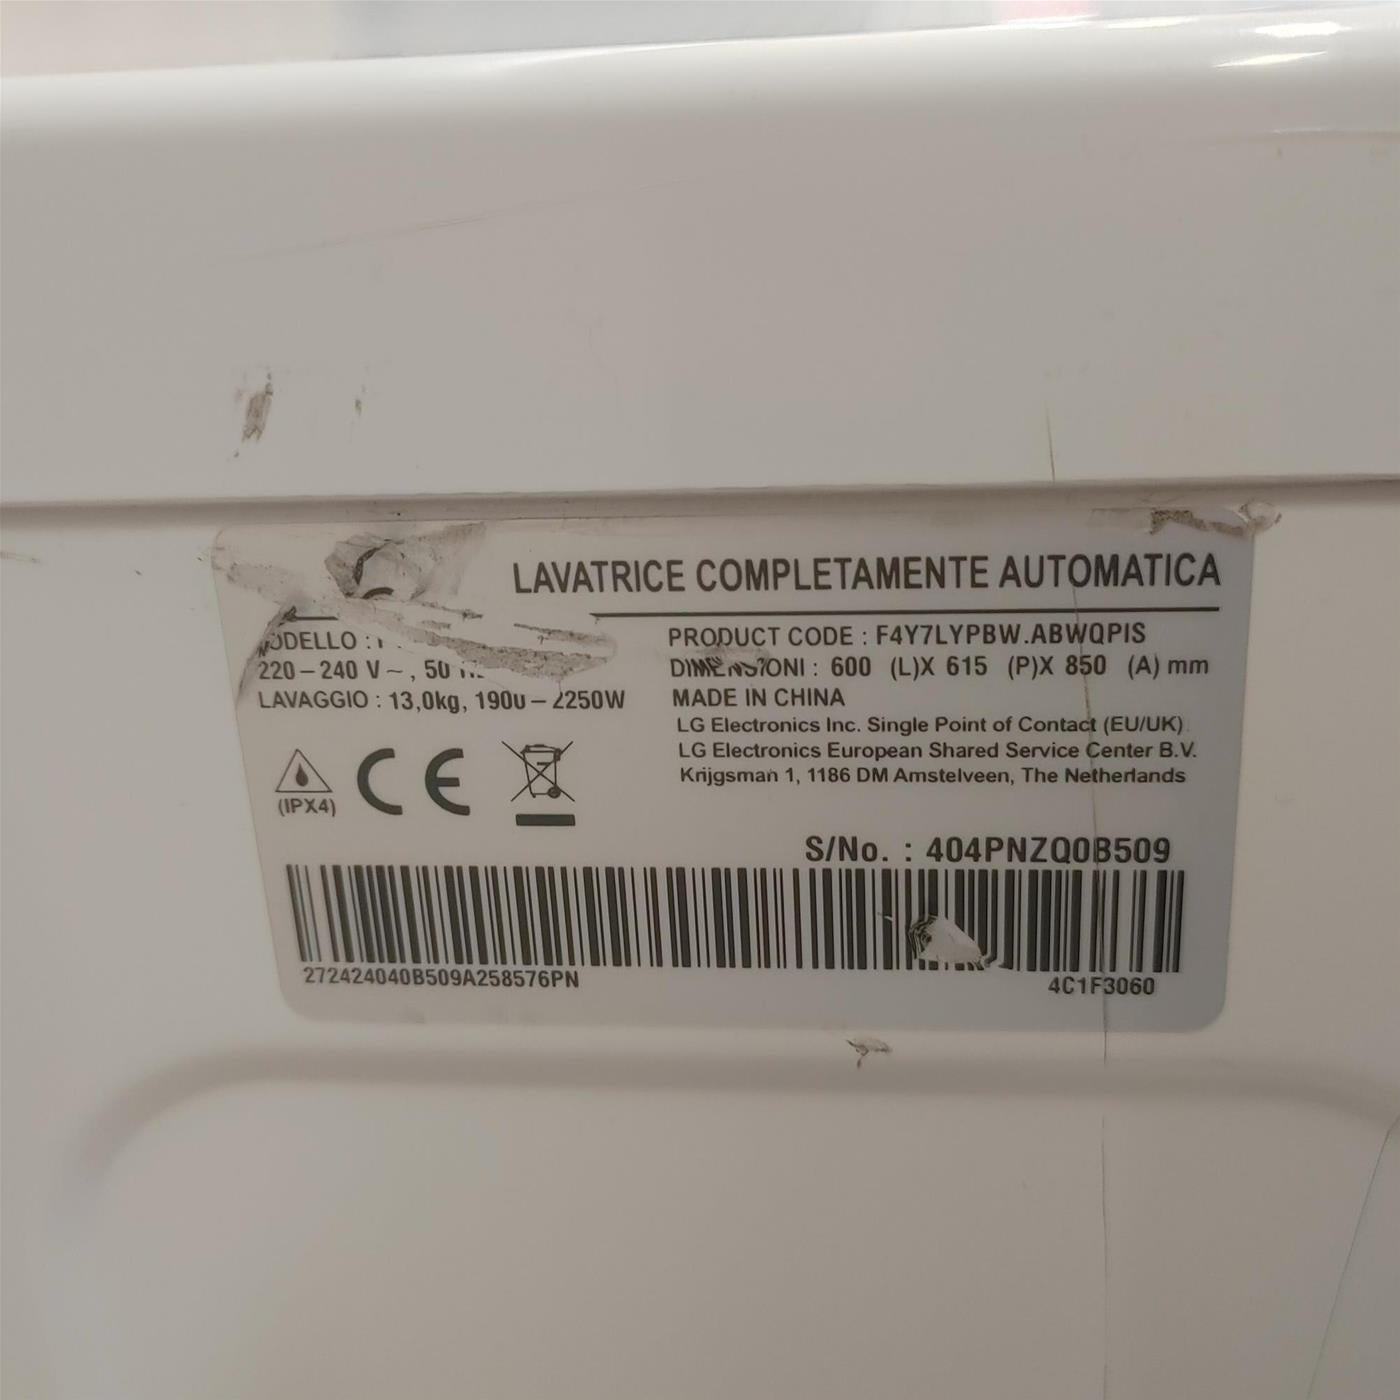 LAVATRICE COMPLETAMENTE AUTOMATICA
220 – 240 V ~ , 50
LAVAGGIO : 13,0kg, 1900 – 2250W
(IPX4)
CE
PRODUCT CODE : F4Y7LYPBW.ABWQPIS
DIMENSIONI : 600 (L)X 615 (P)X 850 (A) mm
MADE IN CHINA
LG Electronics Inc. Single Point of Contact (EU/UK).
LG Electronics European Shared Service Center B.V.
Krijgsman 1, 1186 DM Amstelveen, The Netherlands
S/No. : 404PNZQ0B509
272424040B509A258576PN
4C1F3060